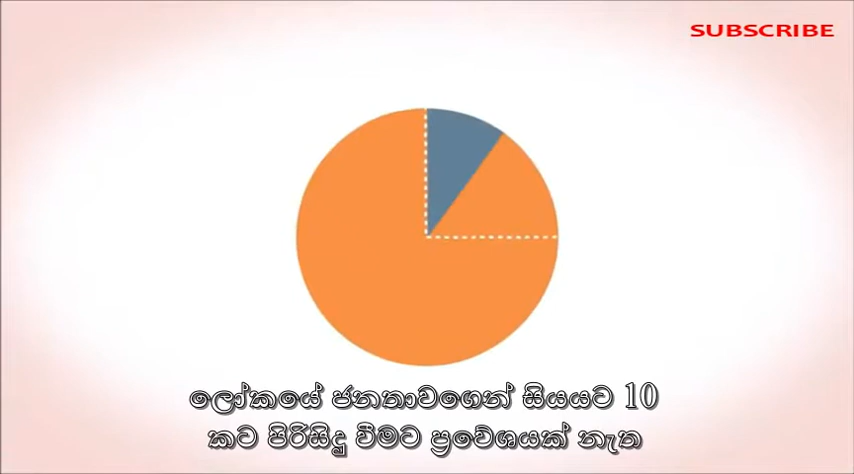 SUBSCRIBE
ලෝකයේ ජනතාවගෙන් සියයට 10
කට පිරිසිදු වීමට ප්‍රවේශයක් නැත